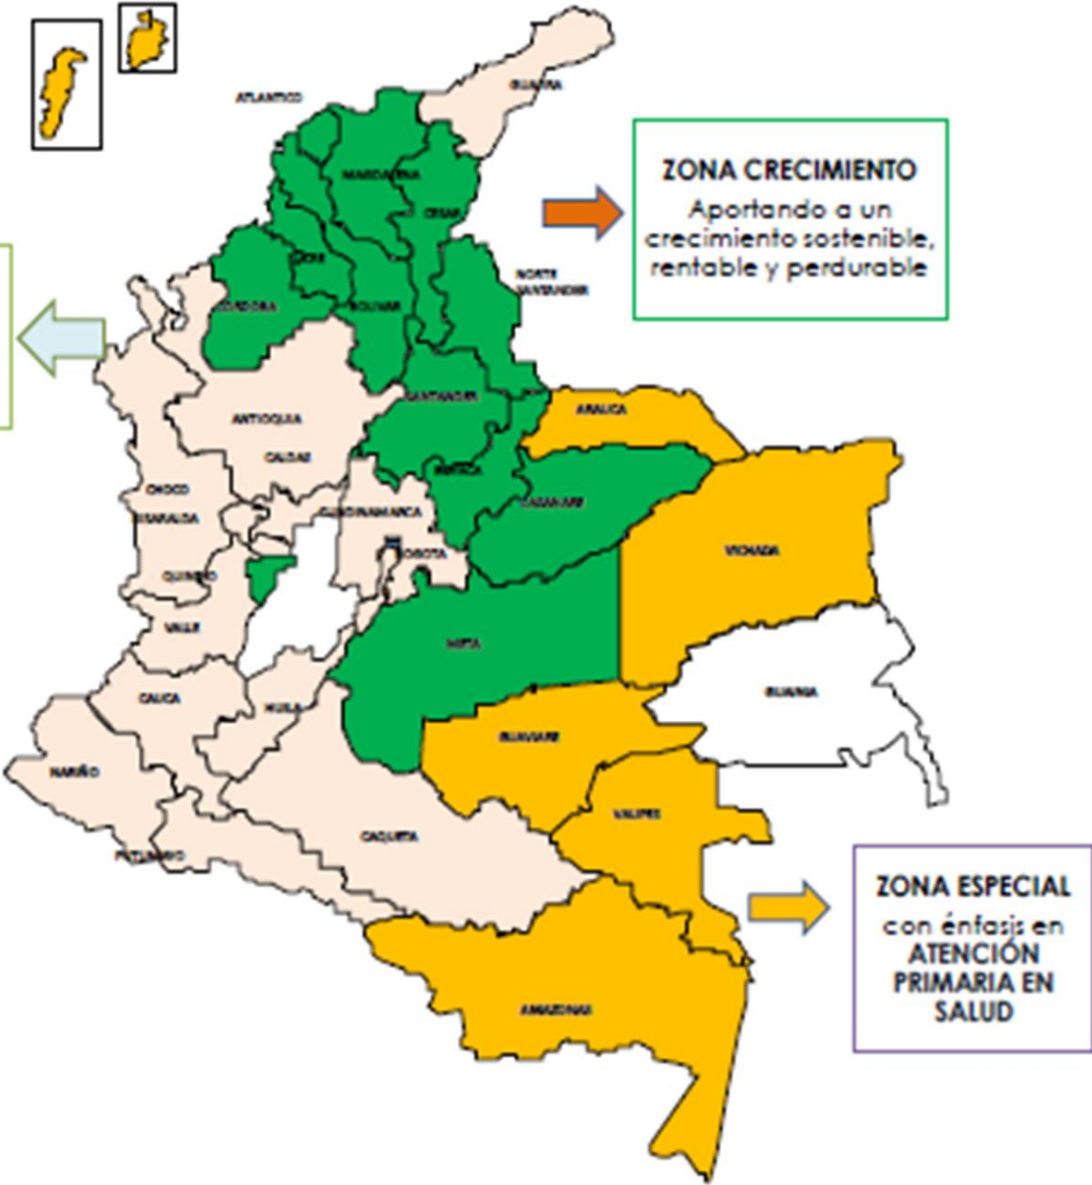 GUAJIRA
ATLANTICO
ZONA CRECIMIENTO
Aportando a un
crecimiento sostenible,
rentable y perdurable
MAGDALENA
CESAR
SUCRE
NORTE
SANTANDER
CORDOBA
BOLIVAR
SANTANDER
ARAUCA
ANTIOQUIA
CALDAS
BOYACA
CHOCO
CASANARE
RISARALDA
CUNDINAMARCA
BOGOTA
VICHADA
QUINDIO
VALLE
META
CAUCA
HUILA
GUAINIA
GUAVIARE
NARIÑO
VAUPES
CAQUETA
PUTUMAYO
ZONA ESPECIAL
con énfasis en
ATENCIÓN
PRIMARIA EN
SALUD
AMAZONAS